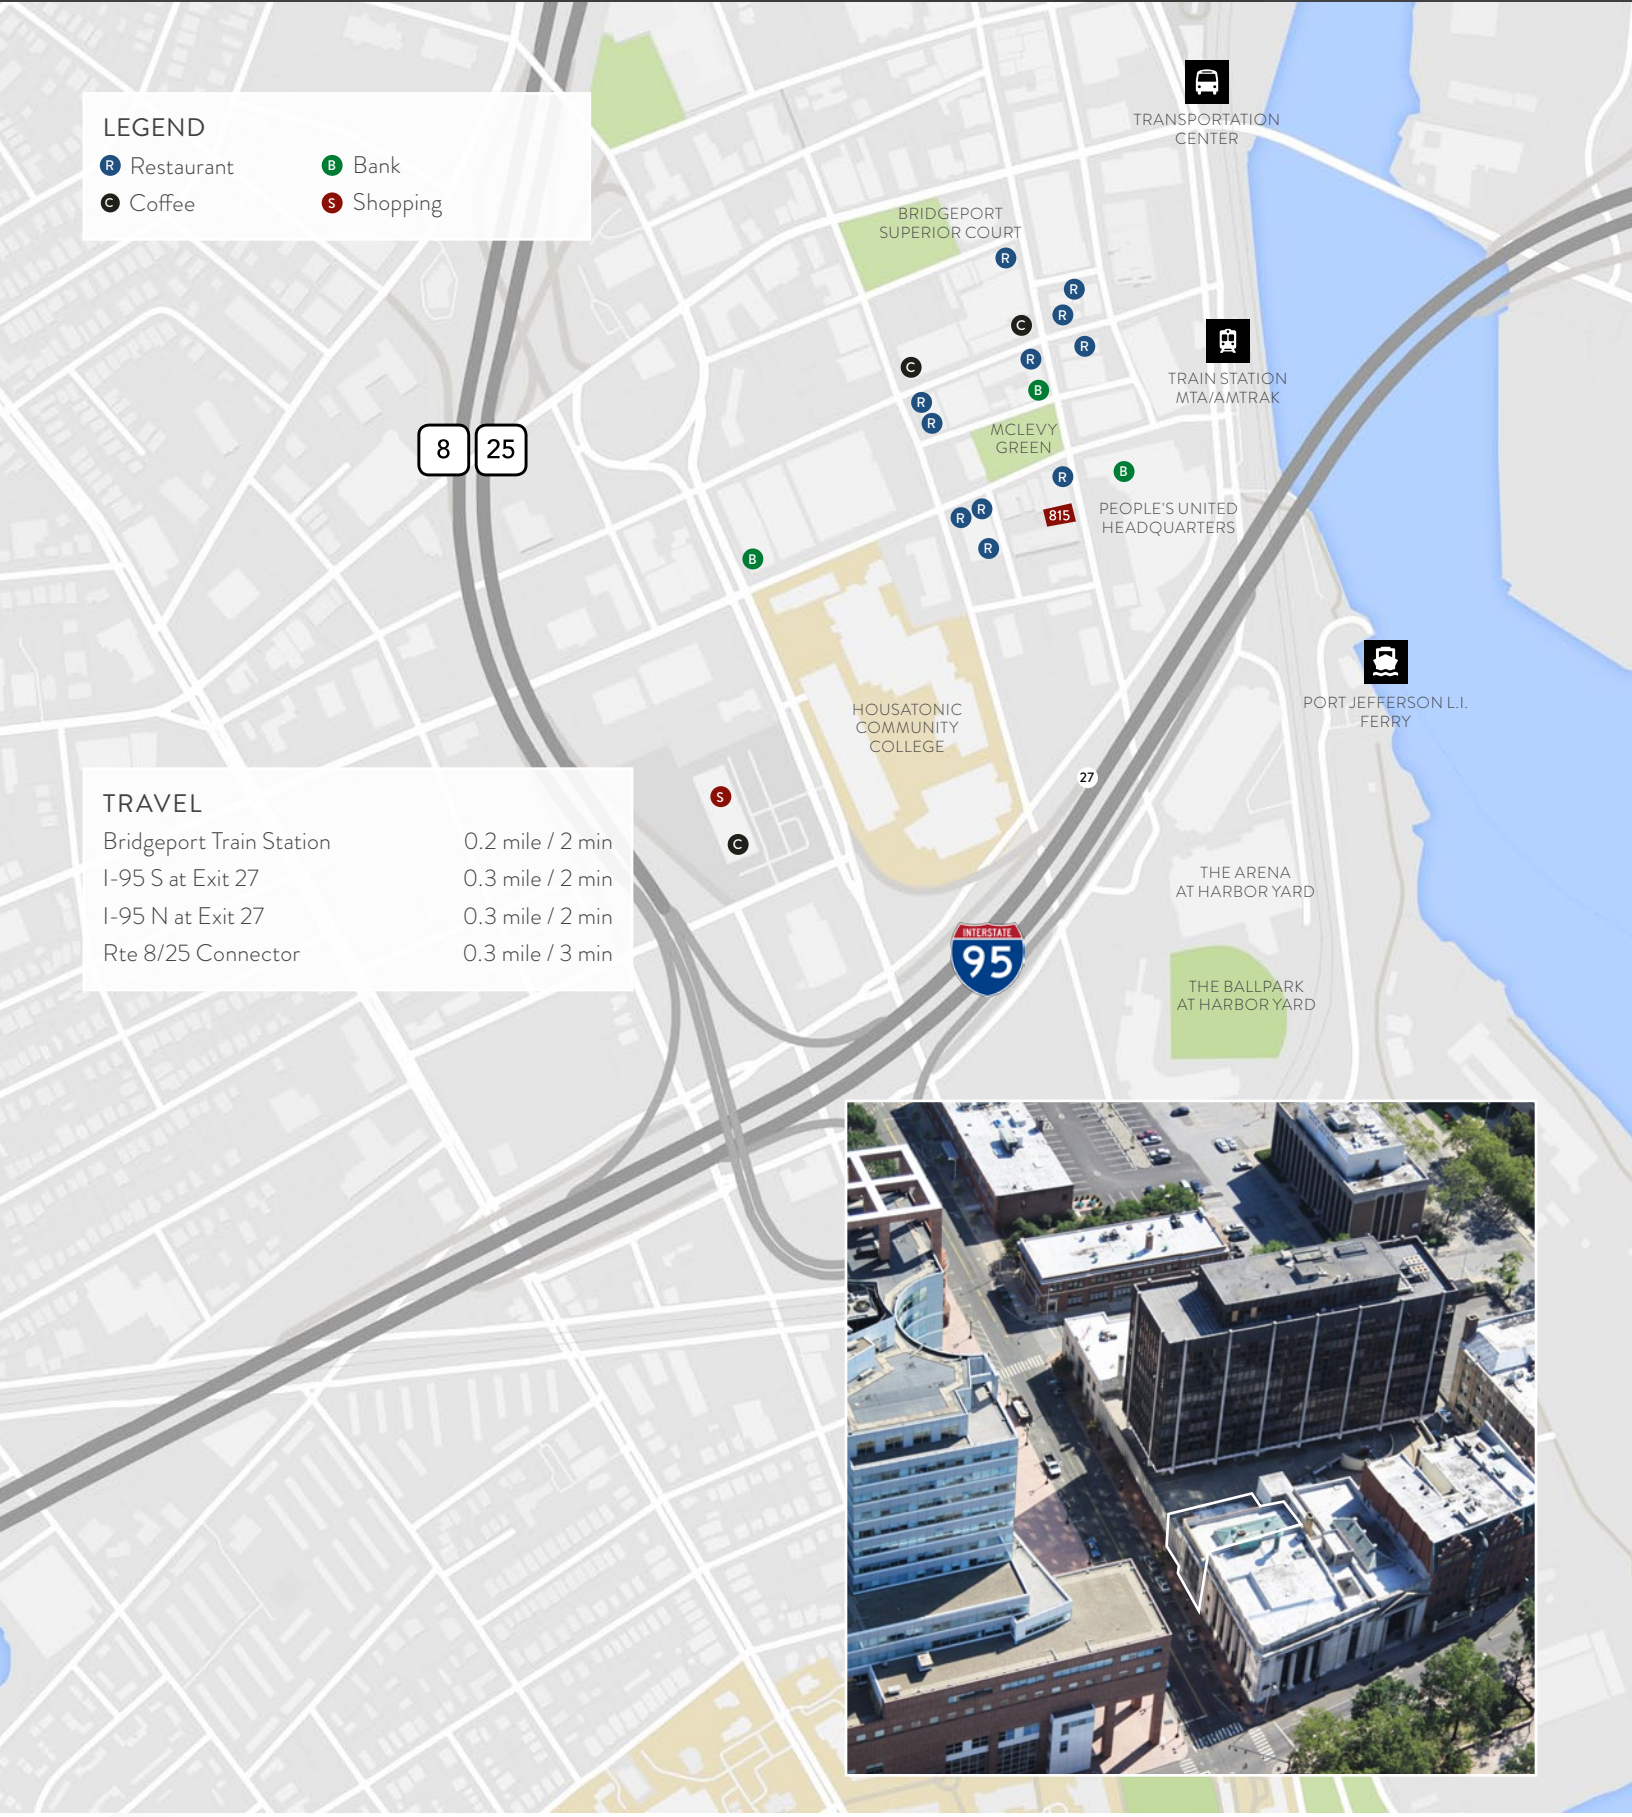 LEGEND
R Restaurant
B Bank
C Coffee
S Shopping
TRANSPORTATION
CENTER
BRIDGEPORT
SUPERIOR COURT
R
R
R
C
R
R
TRAIN STATION
MTA/AMTRAK
C
B
R
R
MCLEVY
GREEN
8 25
R
B
R
R
815
PEOPLE'S UNITED
HEADQUARTERS
R
B
PORT JEFFERSON L.I.
FERRY
HOUSATONIC
COMMUNITY
COLLEGE
27
S
C
TRAVEL
Bridgeport Train Station 0.2 mile / 2 min
I-95 S at Exit 27 0.3 mile / 2 min
I-95 N at Exit 27 0.3 mile / 2 min
Rte 8/25 Connector 0.3 mile / 3 min
THE ARENA
AT HARBOR YARD
INTERSTATE
95
THE BALLPARK
AT HARBOR YARD